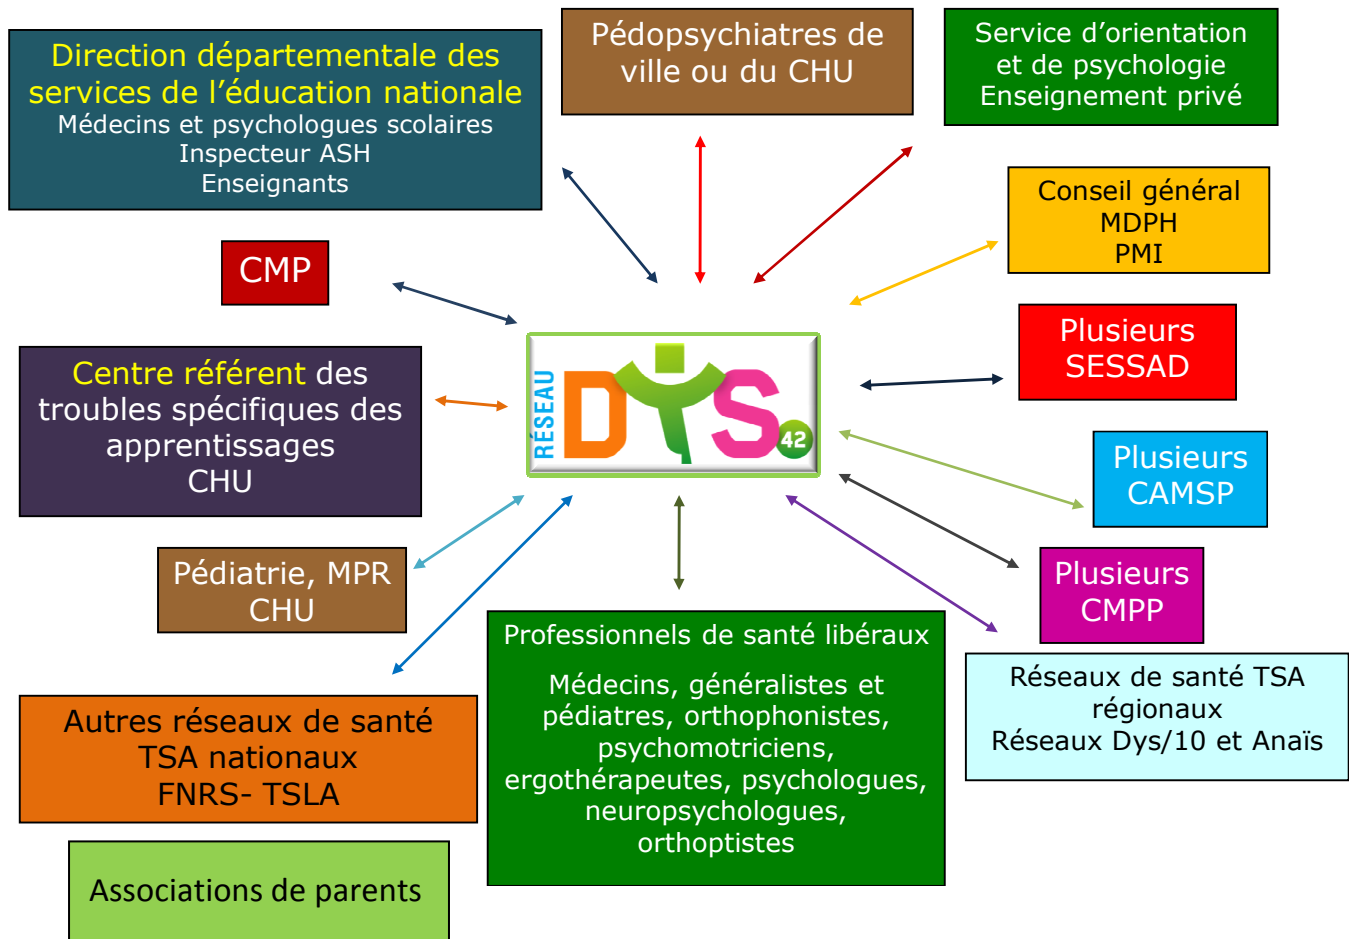 Direction départementale des
services de l’éducation nationale
Médecins et psychologues scolaires
Inspecteur ASH
Enseignants
Pédopsychiatres de
ville ou du CHU
Service d’orientation
et de psychologie
Enseignement privé
Conseil général
MDPH
PMI
CMP
Plusieurs
SESSAD
RÉSEAU
DYS
42
Centre référent des
troubles spécifiques des
apprentissages
CHU
Plusieurs
CAMSP
Pédiatrie, MPR
CHU
Plusieurs
CMPP
Professionnels de santé libéraux
Médecins, généralistes et
pédiatres, orthophonistes,
psychomotriciens,
ergothérapeutes, psychologues,
neuropsychologues,
orthoptistes
Réseaux de santé TSA
régionaux
Réseaux Dys/10 et Anaïs
Autres réseaux de santé
TSA nationaux
FNRS- TSLA
Associations de parents